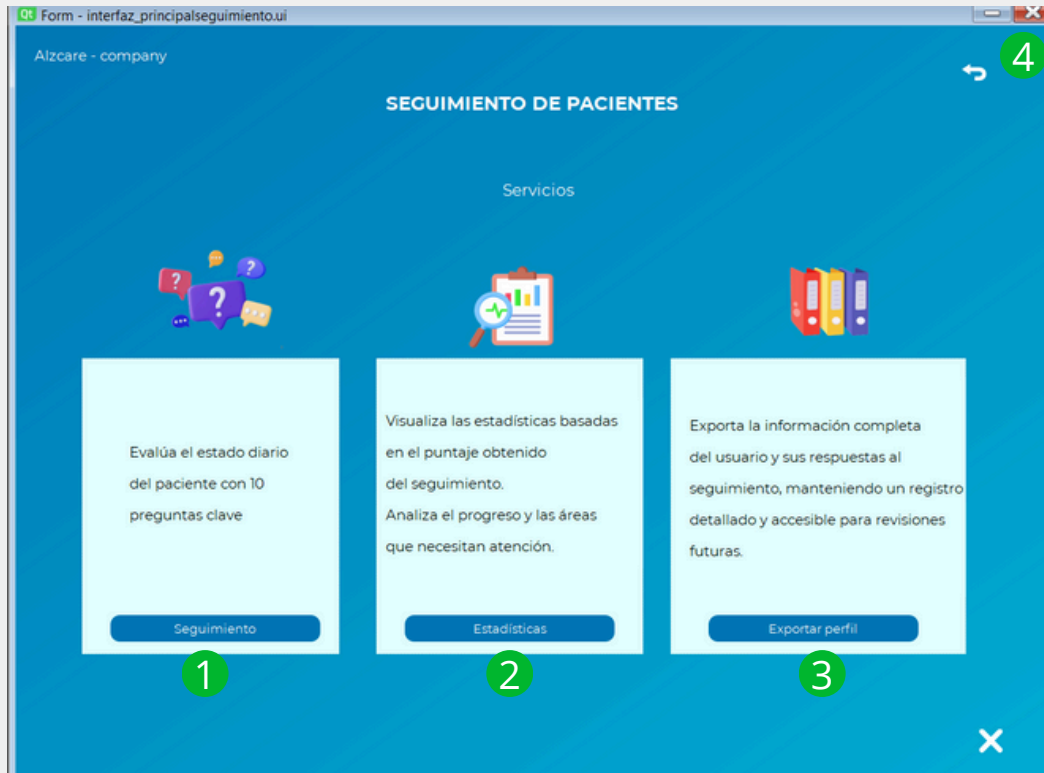 Qt Form - interfaz_principalseguimiento.ui
Alzcare - company
4
SEGUIMIENTO DE PACIENTES
Servicios
? ? ?
Evalúa el estado diario
del paciente con 10
preguntas clave
Seguimiento
1
Visualiza las estadísticas basadas
en el puntaje obtenido
del seguimiento.
Analiza el progreso y las áreas
que necesitan atención.
Estadísticas
2
Exporta la información completa
del usuario y sus respuestas al
seguimiento, manteniendo un registro
detallado y accesible para revisiones
futuras.
Exportar perfil
3